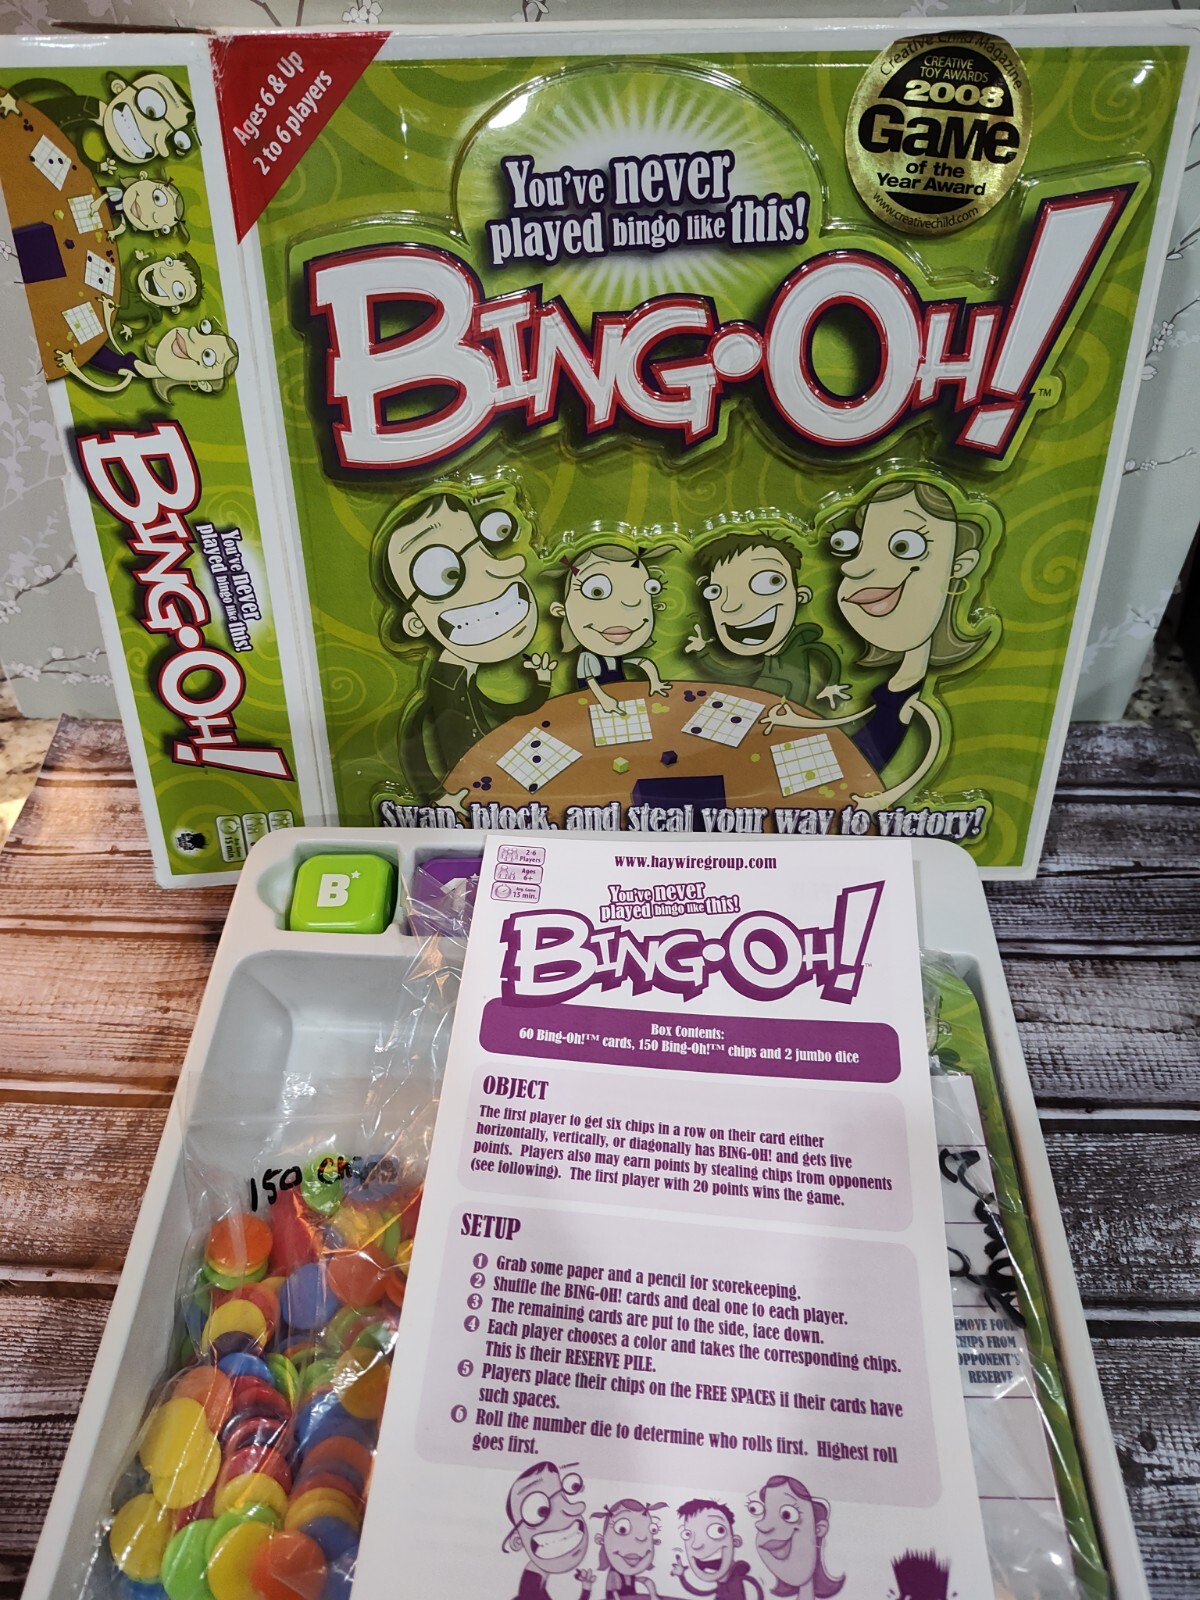 Ages 6 & Up
2 to 6 players
Creative Child Magazine
CREATIVE
TOY AWARDS
2008
GaMe
of the
Year Award
www.creativechild.com
You've never
played bingo like this!
BING•OH!
TM
Swap, block, and steal your way to victory!
BING•OH!
You've never
played bingo like this!
15 min.
B*
2-6
Players
Ages
6+
Avg. Game
15 min.
www.haywiregroup.com
You've never
played bingo like this!
BING•OH!
TM
Box Contents:
60 Bing-Oh!™ cards, 150 Bing-Oh!™ chips and 2 jumbo dice
OBJECT
The first player to get six chips in a row on their card either
horizontally, vertically, or diagonally has BING-OH! and gets five
points. Players also may earn points by stealing chips from opponents
(see following). The first player with 20 points wins the game.
SETUP
1 Grab some paper and a pencil for scorekeeping.
2 Shuffle the BING-OH! cards and deal one to each player.
3 The remaining cards are put to the side, face down.
4 Each player chooses a color and takes the corresponding chips.
This is their RESERVE PILE.
5 Players place their chips on the FREE SPACES if their cards have
such spaces.
6 Roll the number die to determine who rolls first. Highest roll
goes first.
150 CHIPS
EMOVE FOUR
CHIPS FROM
OPPONENT'S
RESERVE